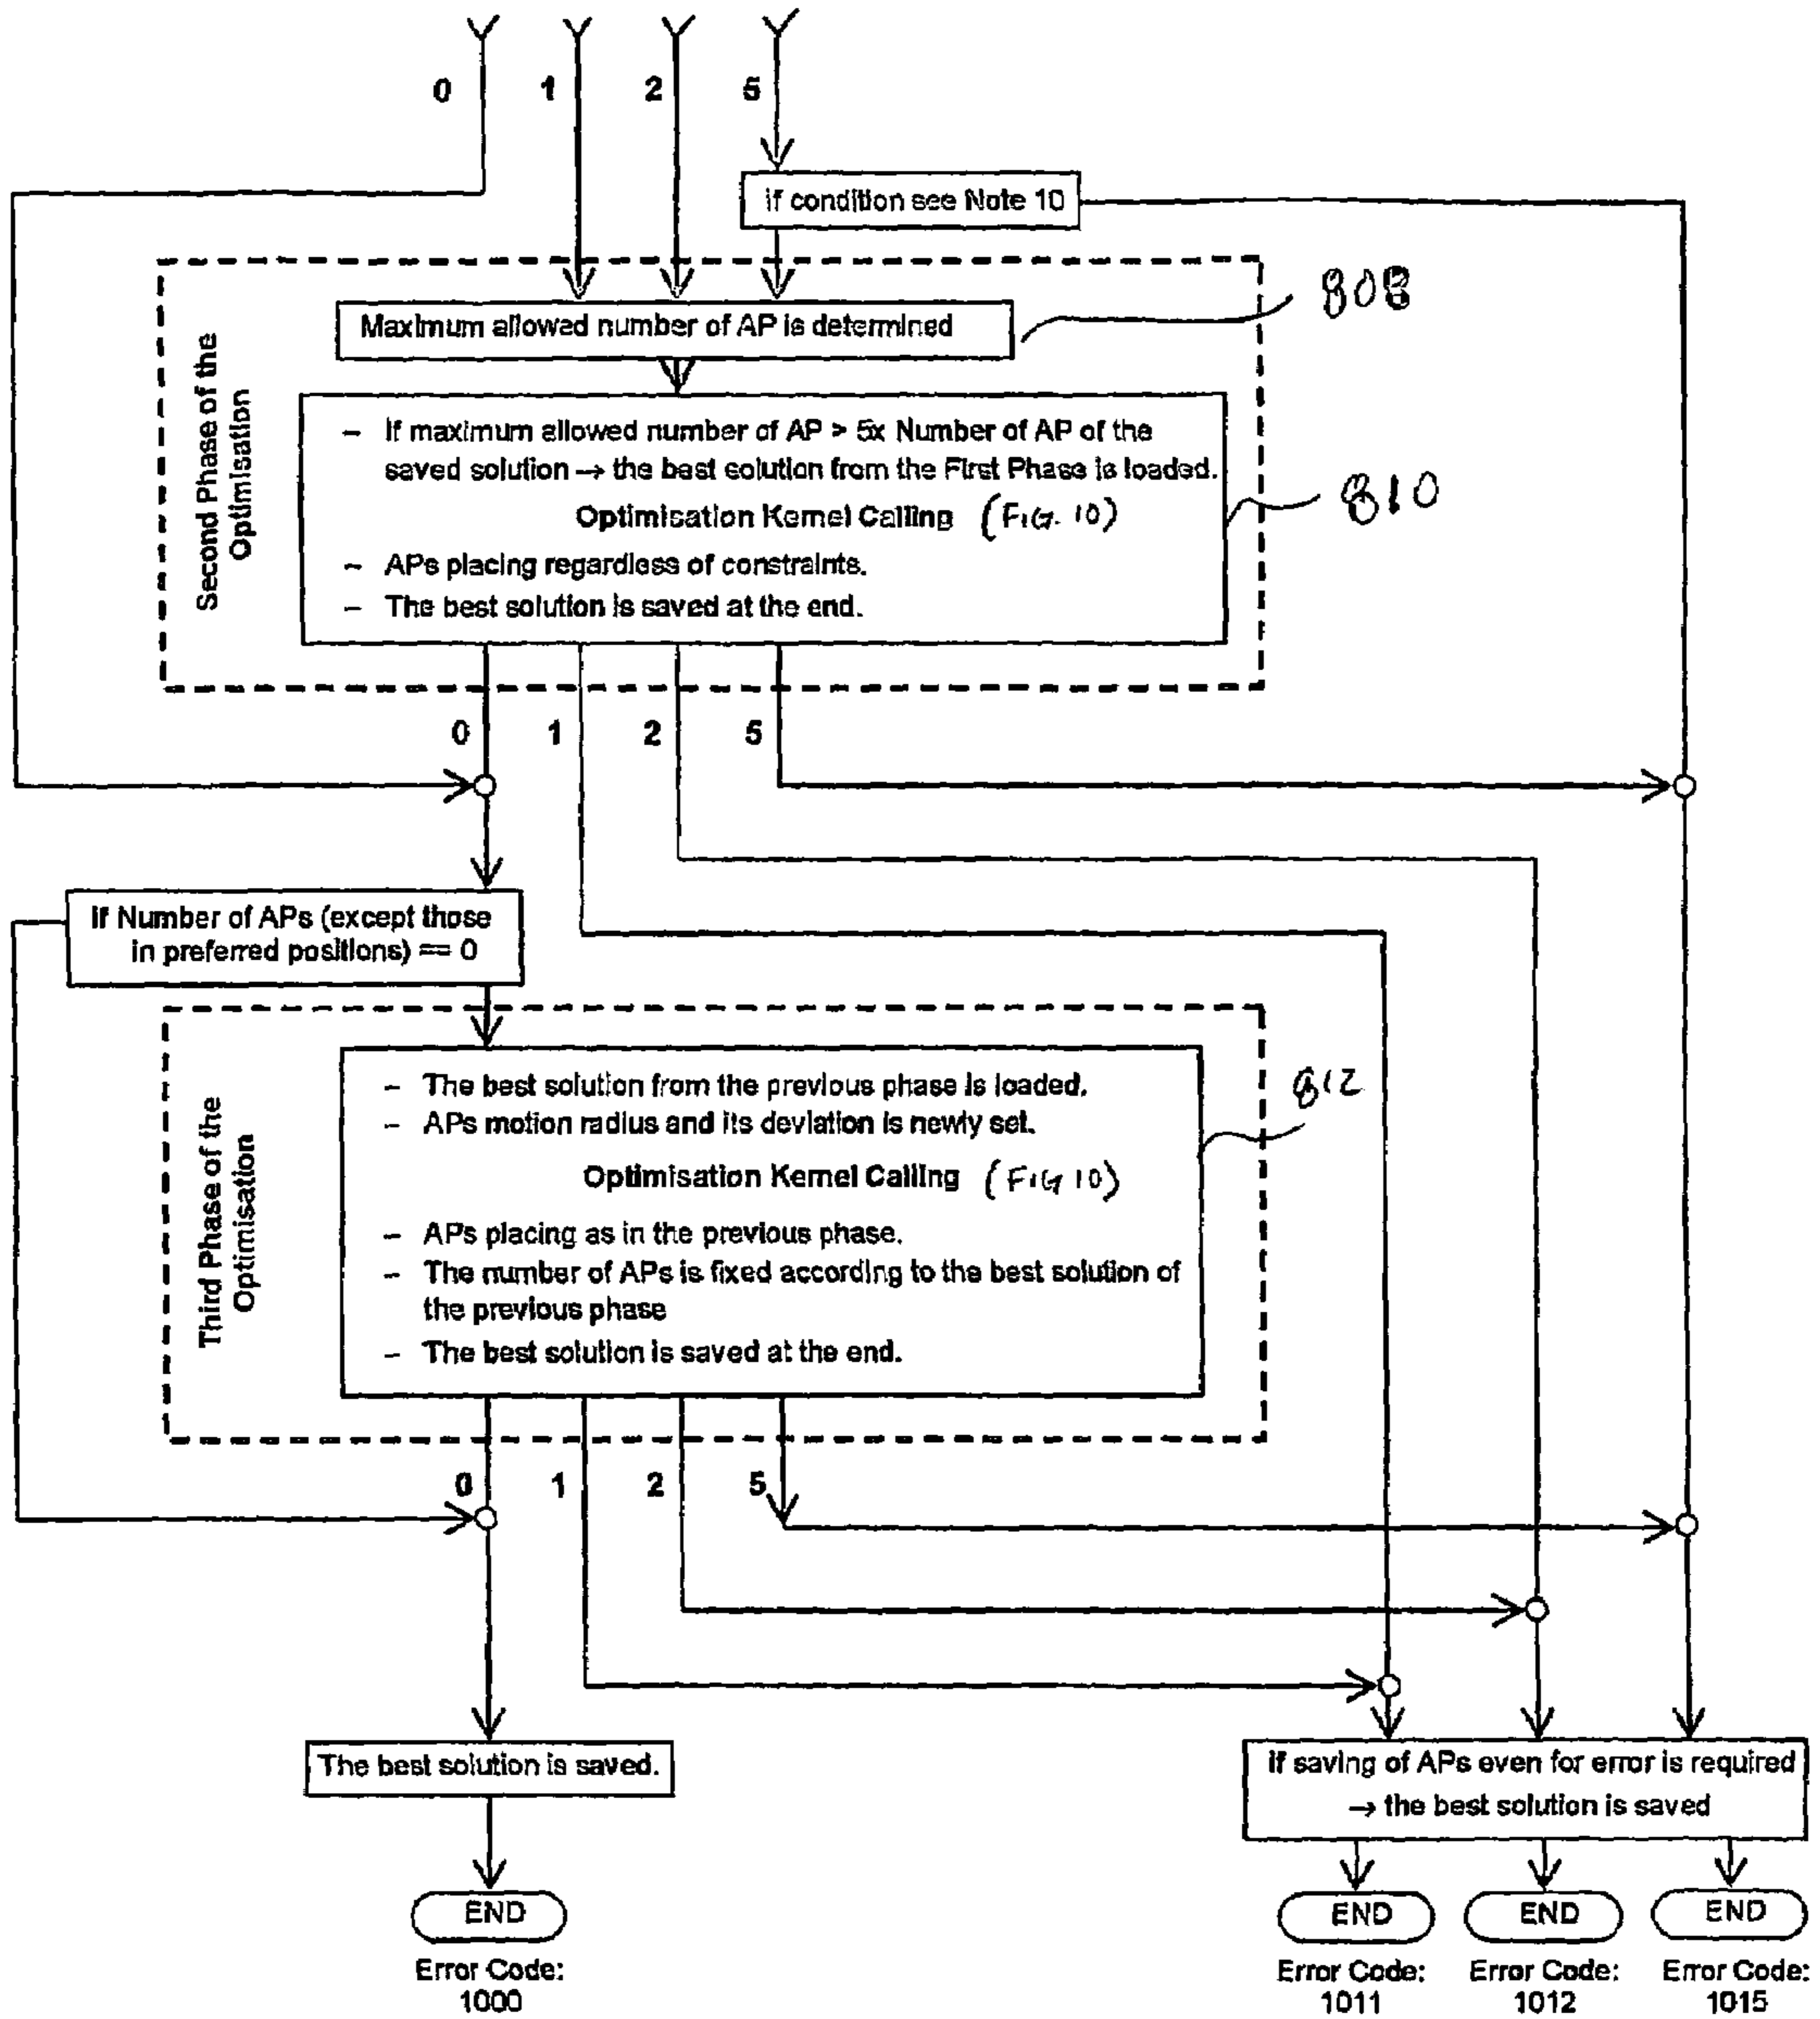 0 1 2 5
if condition see Note 10
808
Maximum allowed number of AP is determined
Second Phase of the
Optimisation
– If maximum allowed number of AP > 5x Number of AP of the
saved solution → the best solution from the First Phase is loaded.
Optimisation Kernel Calling (FIG. 10)
810
– APs placing regardless of constraints.
– The best solution is saved at the end.
0 1 2 5
if Number of APs (except those
in preferred positions) == 0
Third Phase of the
Optimisation
– The best solution from the previous phase is loaded.
812
– APs motion radius and its deviation is newly set.
Optimisation Kernel Calling (FIG 10)
– APs placing as in the previous phase.
– The number of APs is fixed according to the best solution of
the previous phase
– The best solution is saved at the end.
0 1 2 5
The best solution is saved.
if saving of APs even for error is required
→ the best solution is saved
END END END END
Error Code: Error Code: Error Code: Error Code:
1000 1011 1012 1015